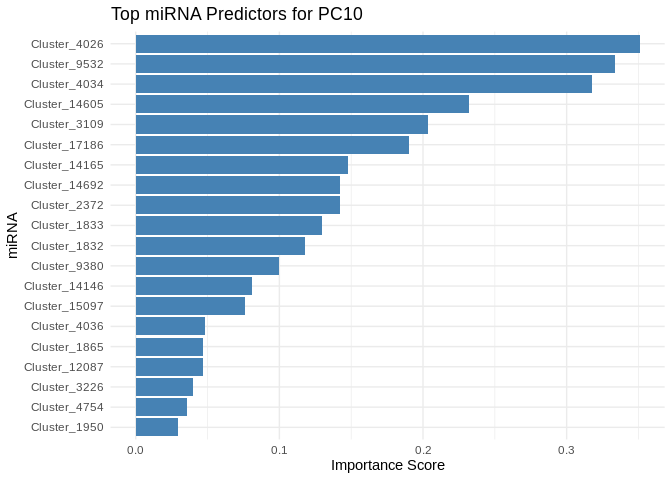 Top miRNA Predictors for PC10
miRNA
Cluster_4026
Cluster_9532
Cluster_4034
Cluster_14605
Cluster_3109
Cluster_17186
Cluster_14165
Cluster_14692
Cluster_2372
Cluster_1833
Cluster_1832
Cluster_9380
Cluster_14146
Cluster_15097
Cluster_4036
Cluster_1865
Cluster_12087
Cluster_3226
Cluster_4754
Cluster_1950
0.0 0.1 0.2 0.3
Importance Score